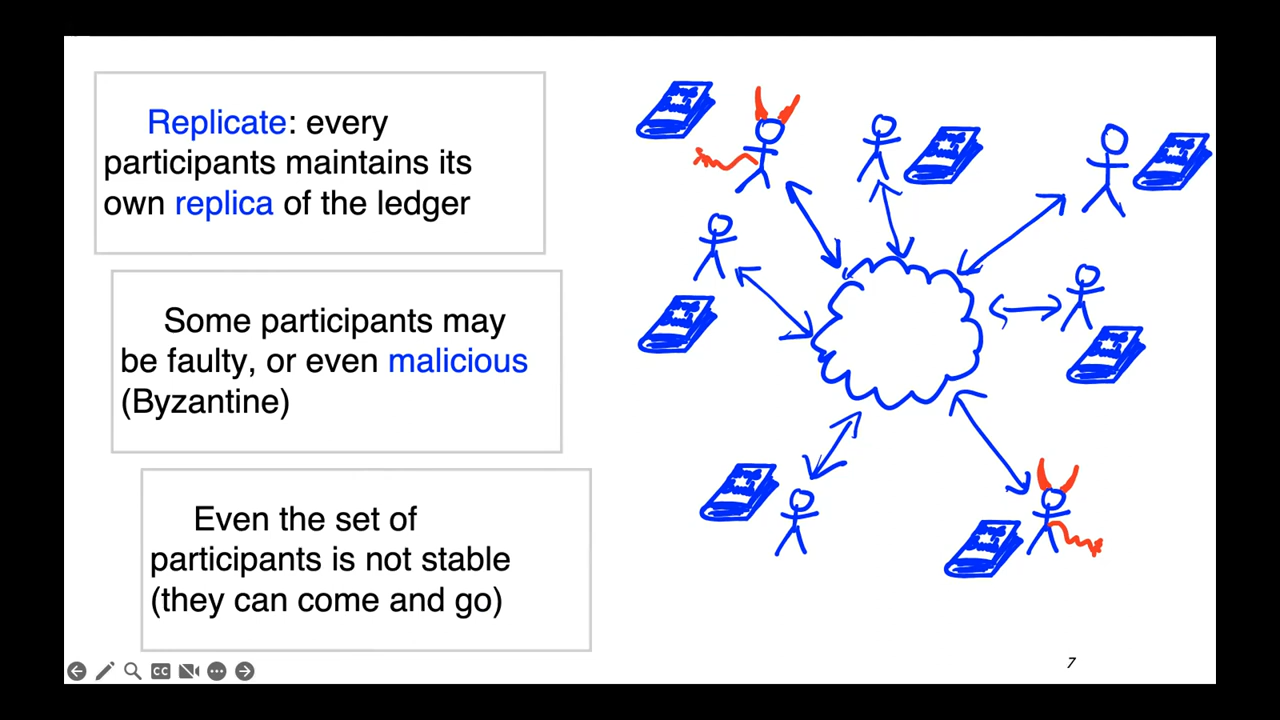 Replicate: every
participants maintains its
own replica of the ledger
Some participants may
be faulty, or even malicious
(Byzantine)
Even the set of
participants is not stable
(they can come and go)
CC
7